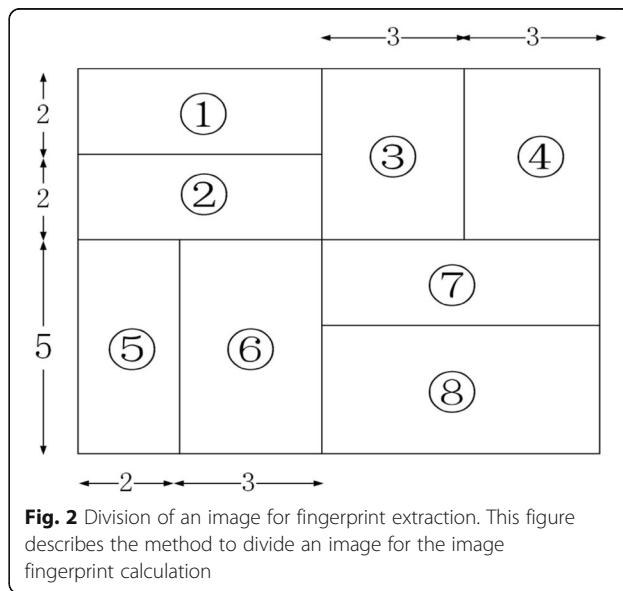 3 3
2 ① ③ ④
2 ②
5 ⑤ ⑥ ⑦
⑧
2 3
Fig. 2 Division of an image for fingerprint extraction. This figure
describes the method to divide an image for the image
fingerprint calculation